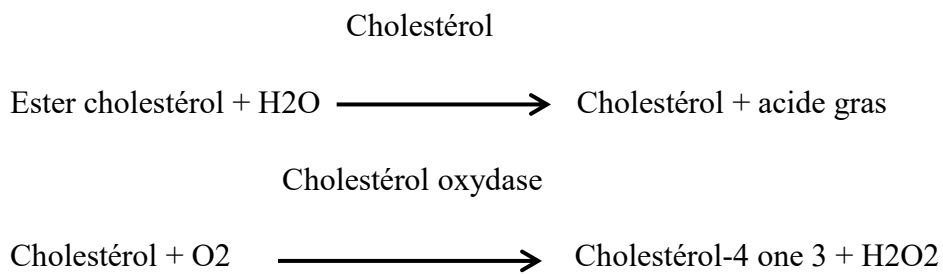 Cholestérol
Ester cholestérol + H2O Cholestérol + acide gras
Cholestérol oxydase
Cholestérol + O2 Cholestérol-4 one 3 + H2O2